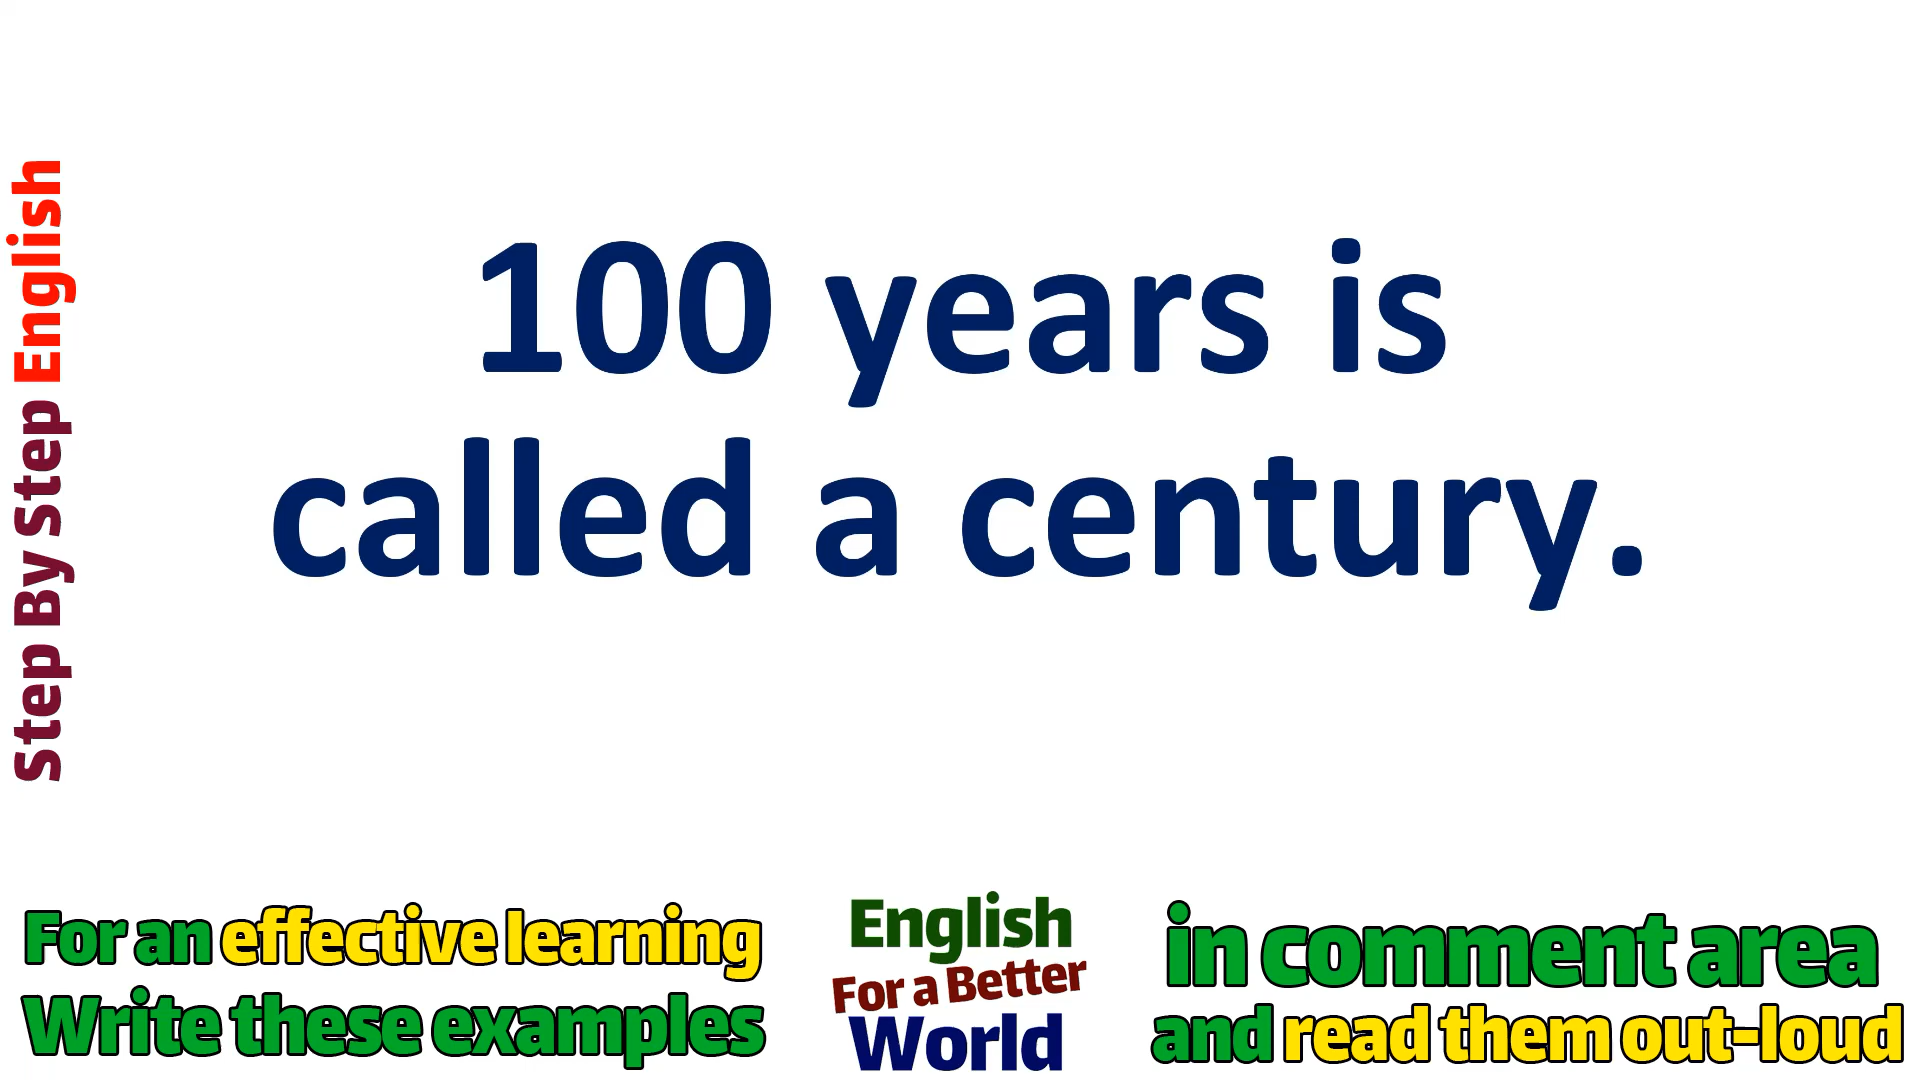 Step By Step English
100 years is
called a century.
For an effective learning
Write these examples
English
For a Better
World
in comment area
and read them out-loud